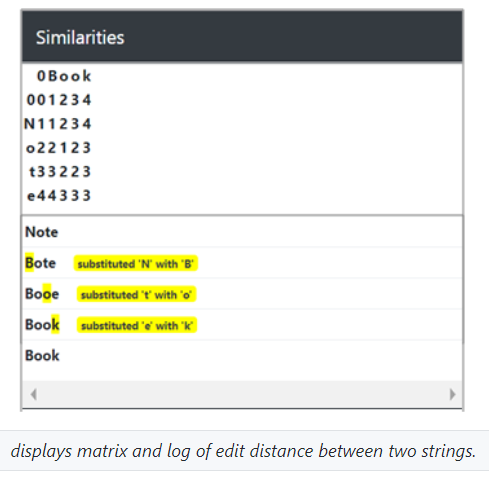 Similarities
0Book
001234
N11234
o22123
t33223
e44333
Note
Bote substituted 'N' with 'B'
Booe substituted 't' with 'o'
Book substituted 'e' with 'k'
Book
displays matrix and log of edit distance between two strings.